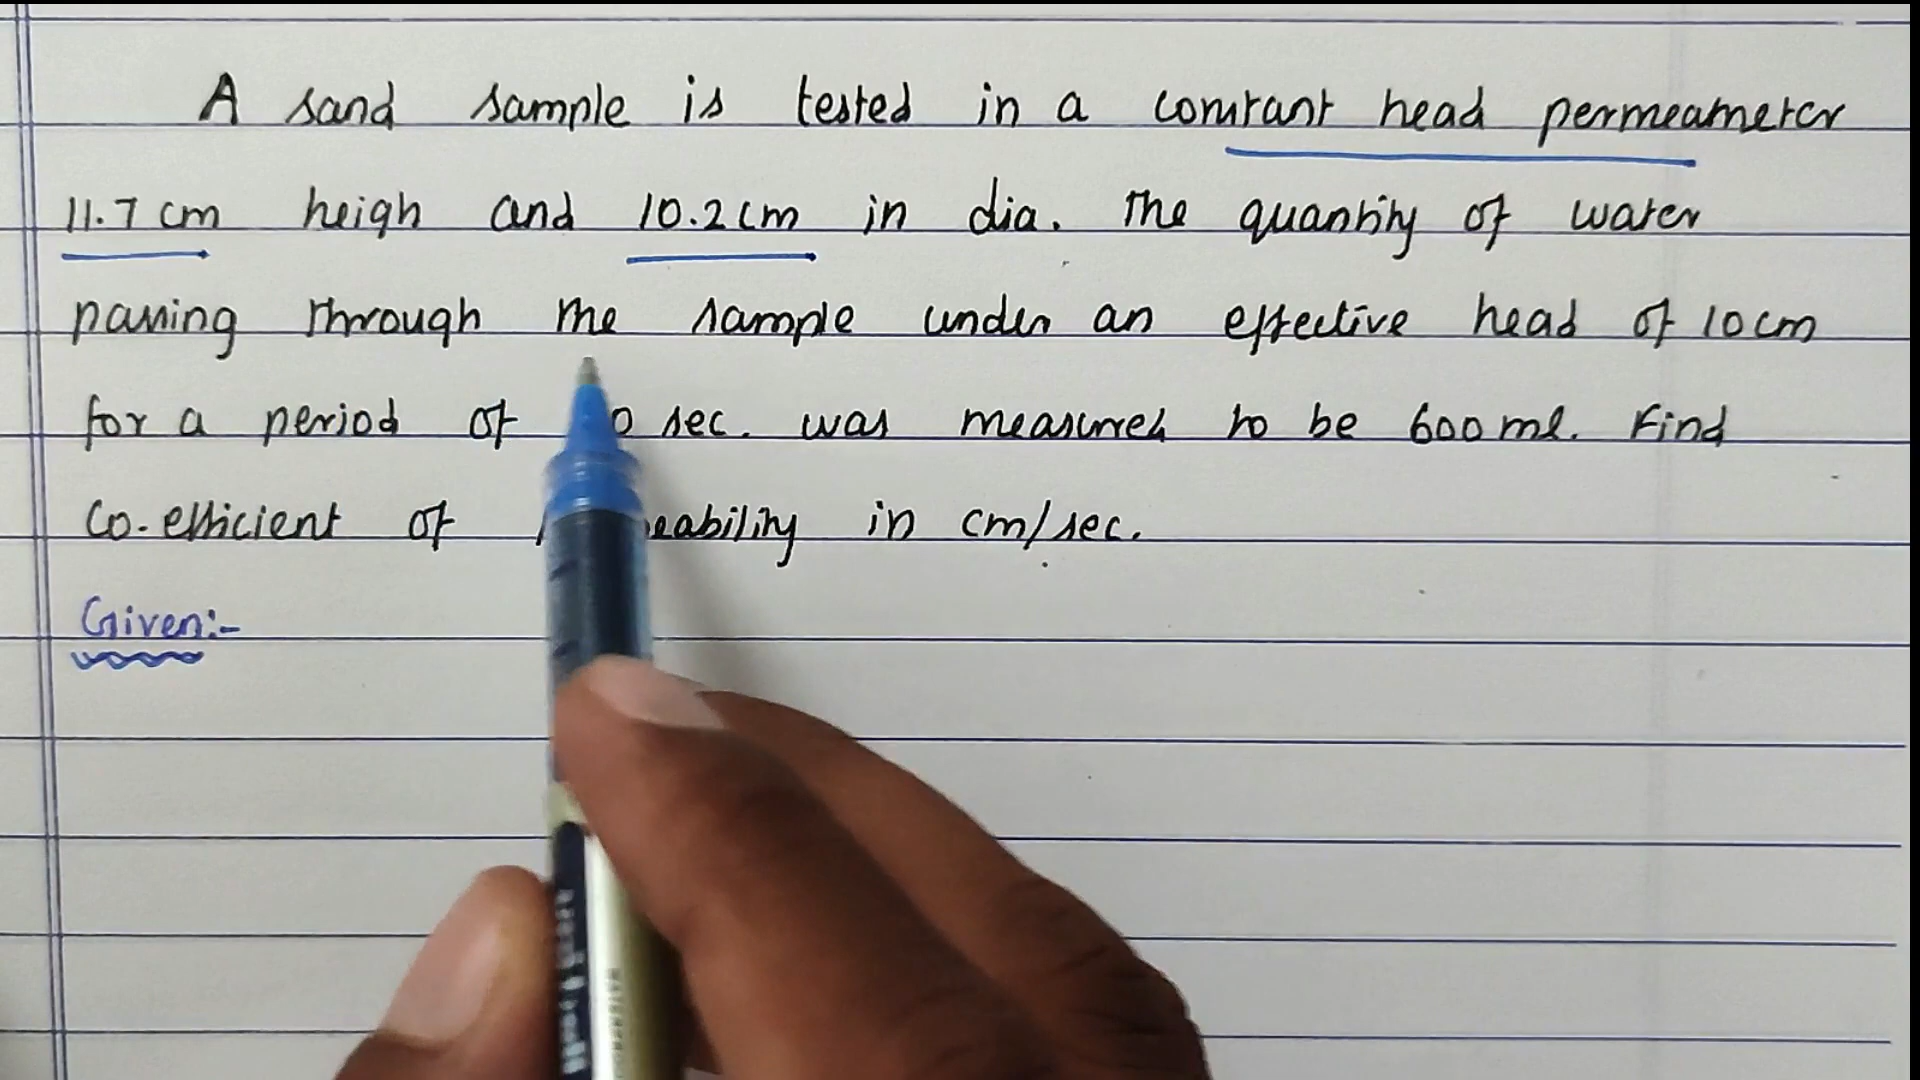 A sand sample is tested in a constant head permeameter
11.7 cm heigh and 10.2 cm in dia. The quantity of water
passing through the sample under an effective head of 10 cm
for a period of sec. was measured to be 600 ml. Find
Co-efficient of in cm/sec.
Given:-